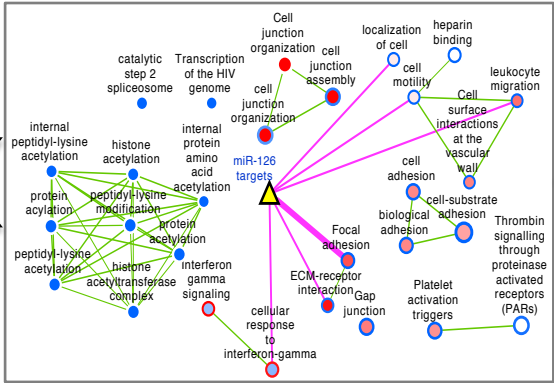 Cell
junction
organization
localization
of cell
heparin
binding
catalytic
step 2
spliceosome
Transcription
of the HIV
genome
cell
junction
assembly
cell
motility
leukocyte
migration
cell
junction
organization
Cell
surface
interactions
at the
vascular
wall
internal
peptidyl-lysine
acetylation
histone
acetylation
internal
protein
amino
acid
acetylation
miR-126
targets
cell
adhesion
protein
acylation
peptidyl-lysine
modification
protein
acetylation
biological
adhesion
cell-substrate
adhesion
Focal
adhesion
Thrombin
signalling
through
proteinase
activated
receptors
(PARs)
peptidyl-lysine
acetylation
histone
acetyltransferase
complex
interferon
gamma
signaling
ECM-receptor
interaction
Gap
junction
Platelet
activation
triggers
cellular
response
to
interferon-gamma